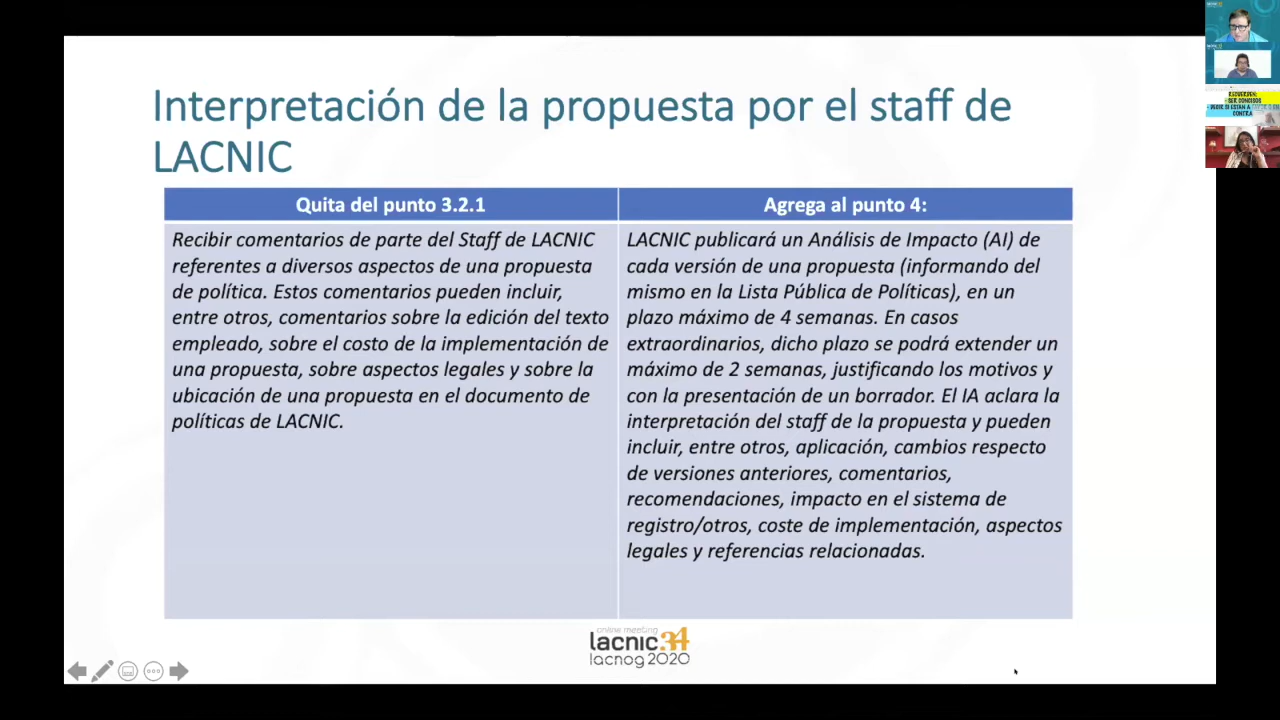 Interpretación de la propuesta por el staff de
LACNIC
Quita del punto 3.2.1
Recibir comentarios de parte del Staff de LACNIC
referentes a diversos aspectos de una propuesta
de política. Estos comentarios pueden incluir,
entre otros, comentarios sobre la edición del texto
empleado, sobre el costo de la implementación de
una propuesta, sobre aspectos legales y sobre la
ubicación de una propuesta en el documento de
políticas de LACNIC.
Agrega al punto 4:
LACNIC publicará un Análisis de Impacto (AI) de
cada versión de una propuesta (informando del
mismo en la Lista Pública de Políticas), en un
plazo máximo de 4 semanas. En casos
extraordinarios, dicho plazo se podrá extender un
máximo de 2 semanas, justificando los motivos y
con la presentación de un borrador. El IA aclara la
interpretación del staff de la propuesta y pueden
incluir, entre otros, aplicación, cambios respecto
de versiones anteriores, comentarios,
recomendaciones, impacto en el sistema de
registro/otros, coste de implementación, aspectos
legales y referencias relacionadas.
online meeting
lacnic34
lacnog2020
RECUERDEN:
SER CONCISOS
CONTRA